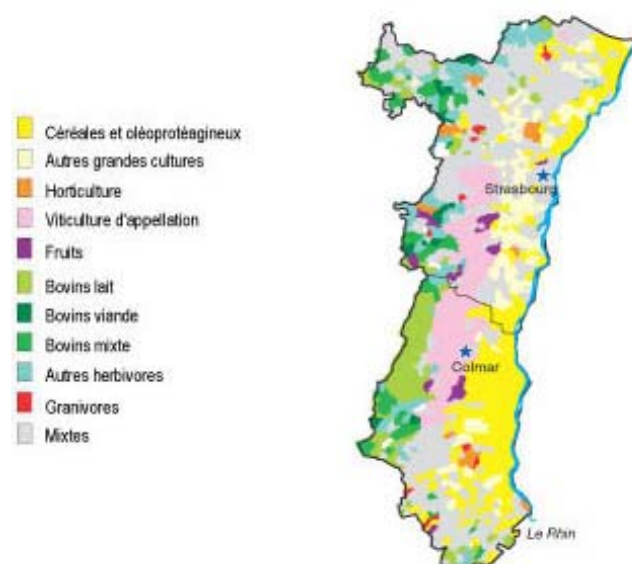 Céréales et oléoprotéagineux
Autres grandes cultures
Horticulture
Viticulture d'appellation
Fruits
Bovins lait
Bovins viande
Bovins mixte
Autres herbivores
Granivores
Mixtes
Strasbourg
Colmar
Le Rhin